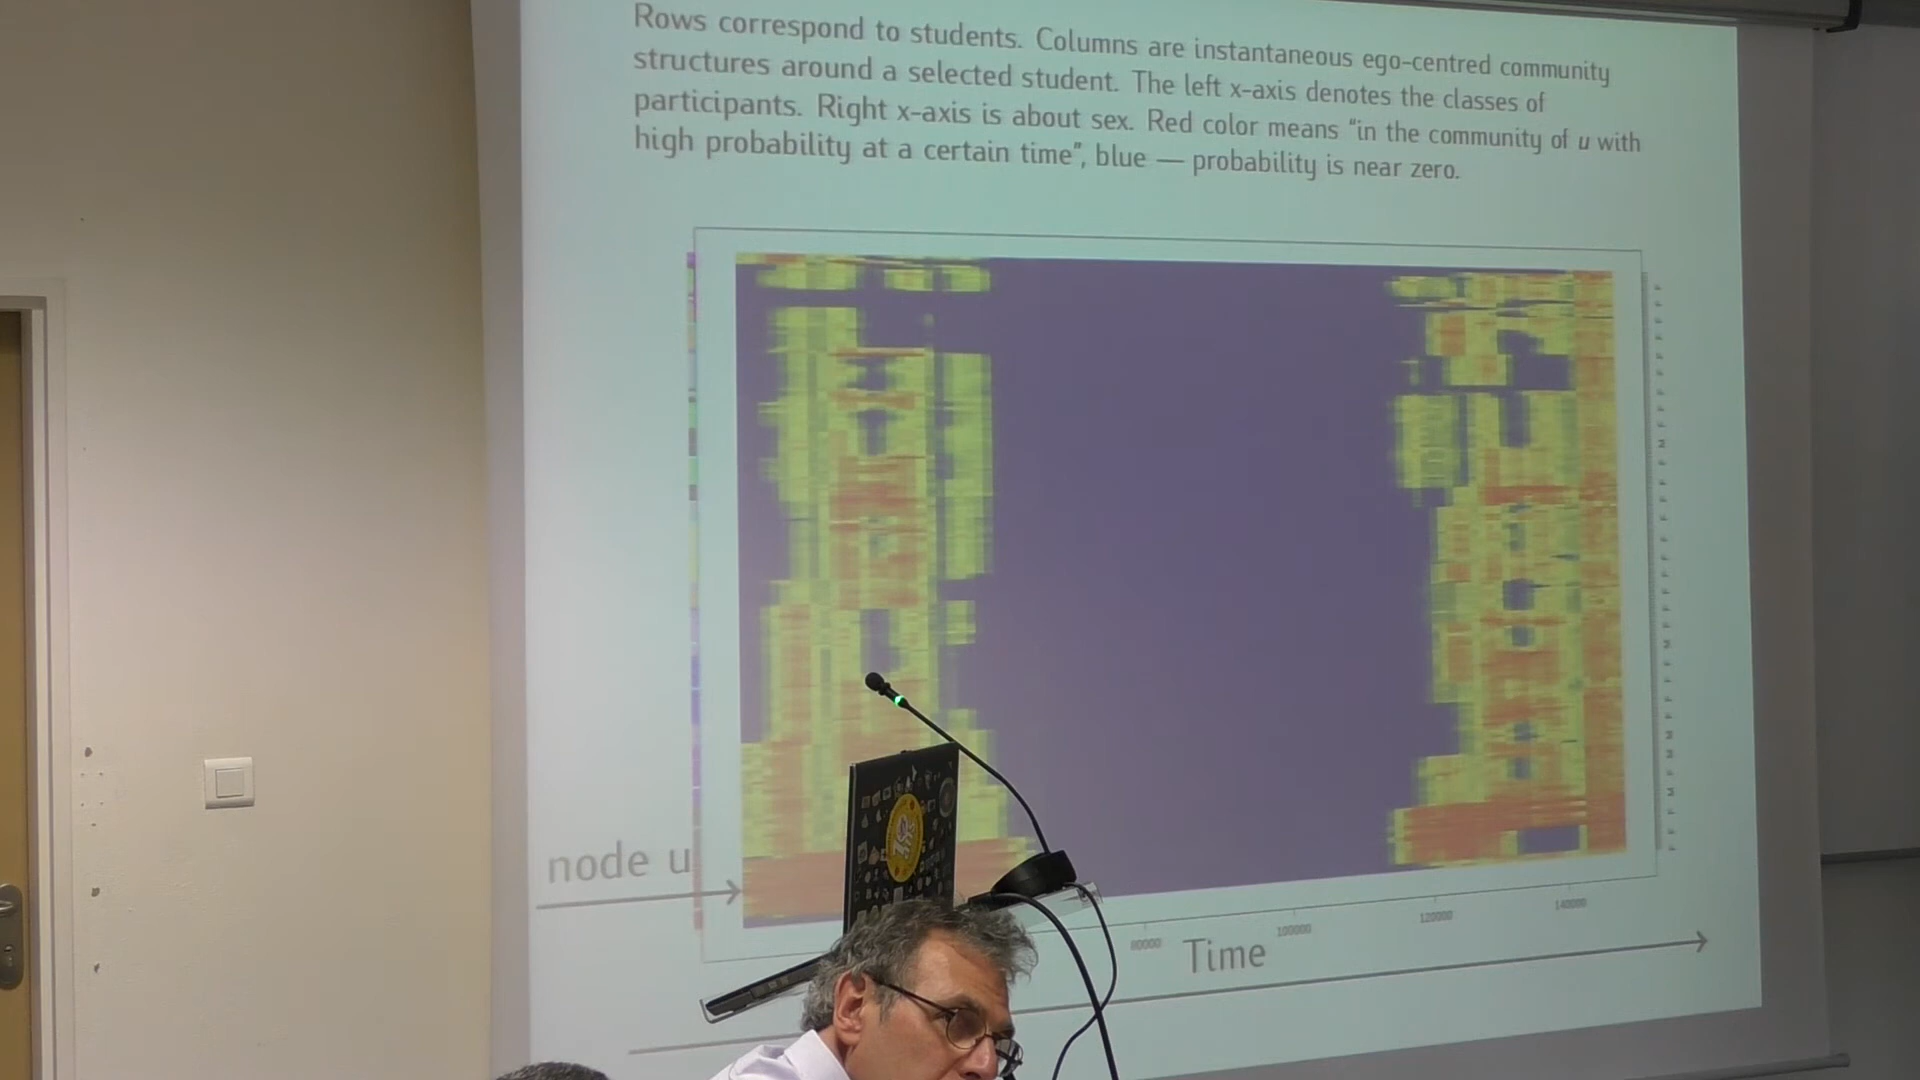 Rows correspond to students. Columns are instantaneous ego-centred community
structures around a selected student. The left x-axis denotes the classes of
participants. Right x-axis is about sex. Red color means "in the community of u with
high probability at a certain time", blue — probability is near zero.
node u
80000
100000
120000
140000
Time